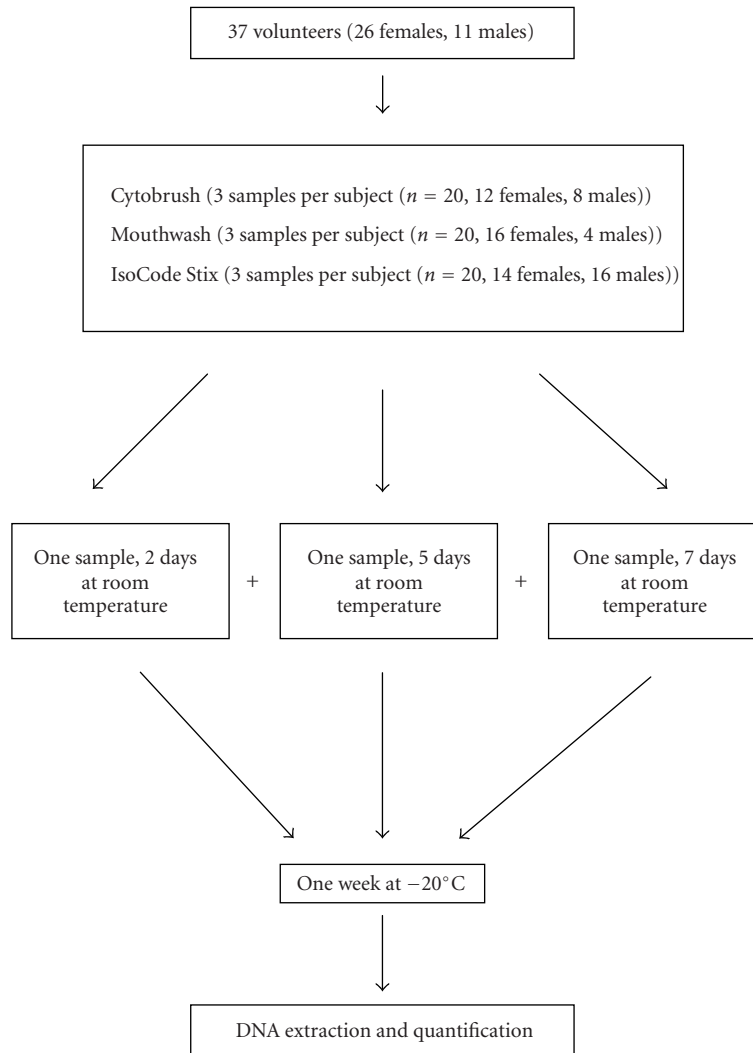 37 volunteers (26 females, 11 males)
Cytobrush (3 samples per subject (n = 20, 12 females, 8 males))
Mouthwash (3 samples per subject (n = 20, 16 females, 4 males))
IsoCode Stix (3 samples per subject (n = 20, 14 females, 16 males))
One sample, 2 days
at room
temperature
+
One sample, 5 days
at room
temperature
+
One sample, 7 days
at room
temperature
One week at −20°C
DNA extraction and quantification